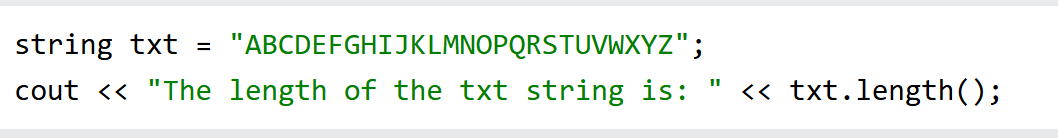 string txt = "ABCDEFGHIJKLMNOPQRSTUVWXYZ";
cout << "The length of the txt string is: " << txt.length();